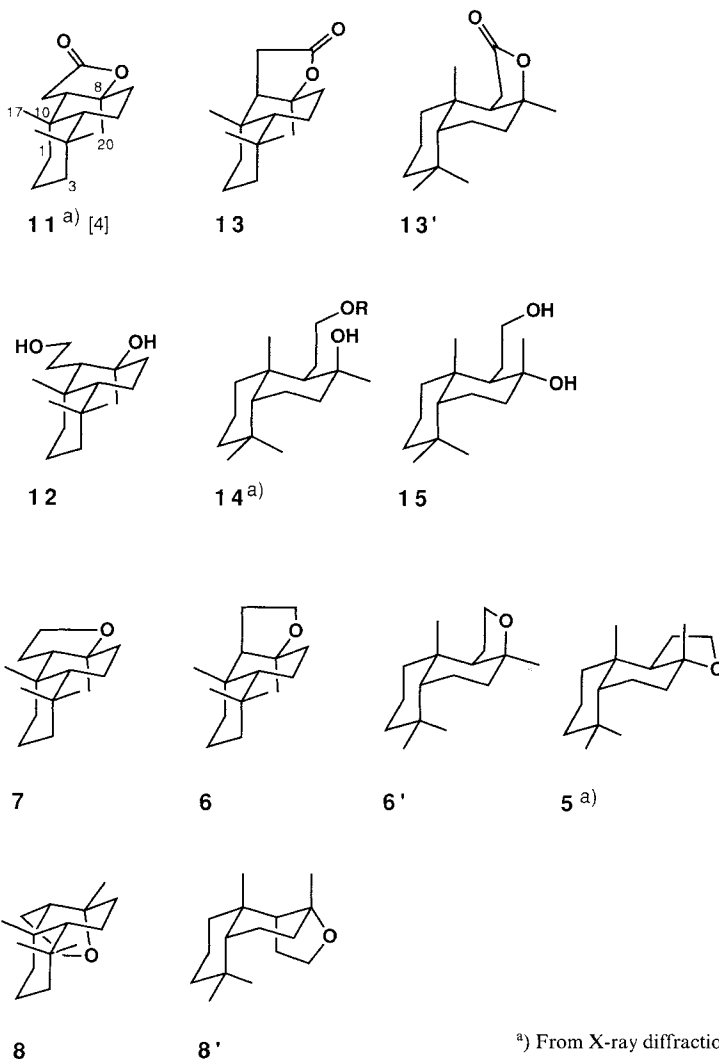 O
O
8
17
10
20
1
3
O
O
O
O
11 a) [4]
13
13'
HO
OH
OR
OH
OH
OH
12
14 a)
15
O
O
O
O
7
6
6'
5 a)
O
O
8
8'
a) From X-ray diffractio